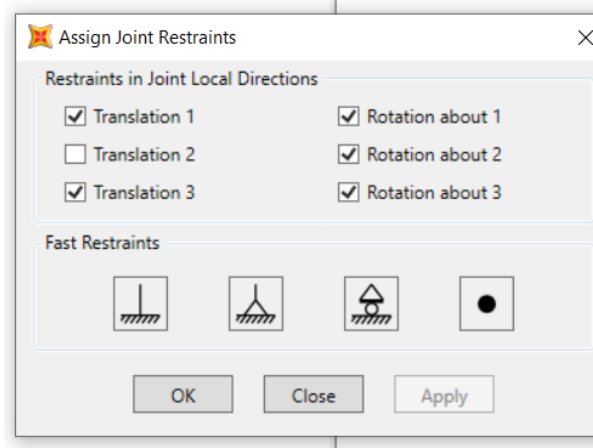 Assign Joint Restraints
Restraints in Joint Local Directions
Translation 1
Rotation about 1
Translation 2
Rotation about 2
Translation 3
Rotation about 3
Fast Restraints
OK
Close
Apply